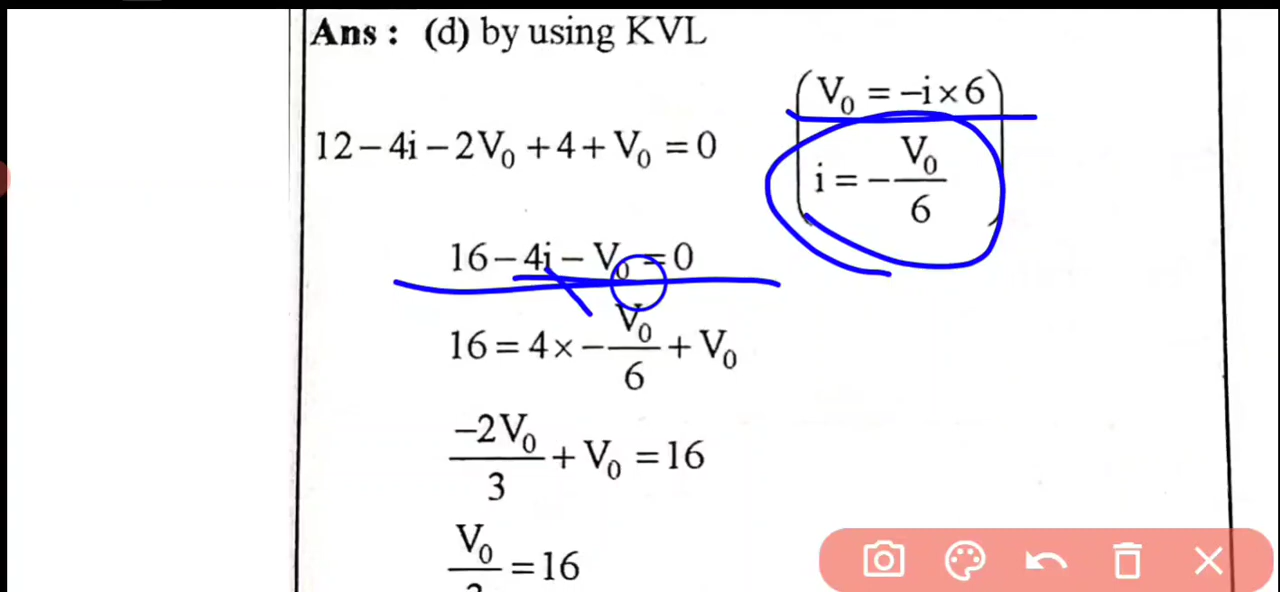 Ans : (d) by using KVL
12 – 4i – 2V₀ + 4 + V₀ = 0
V₀ = –i × 6
i = –V₀/6
16 – 4i – V₀ = 0
16 = 4 × –V₀/6 + V₀
–2V₀/3 + V₀ = 16